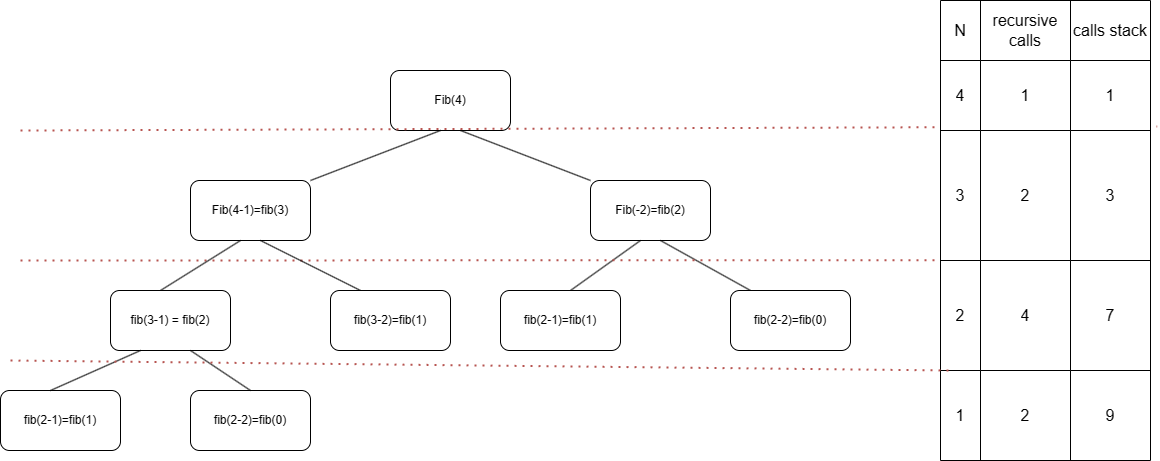 N
recursive
calls
calls stack
Fib(4)
4
1
1
Fib(4-1)=fib(3)
Fib(-2)=fib(2)
3
2
3
fib(3-1) = fib(2)
fib(3-2)=fib(1)
fib(2-1)=fib(1)
fib(2-2)=fib(0)
2
4
7
fib(2-1)=fib(1)
fib(2-2)=fib(0)
1
2
9